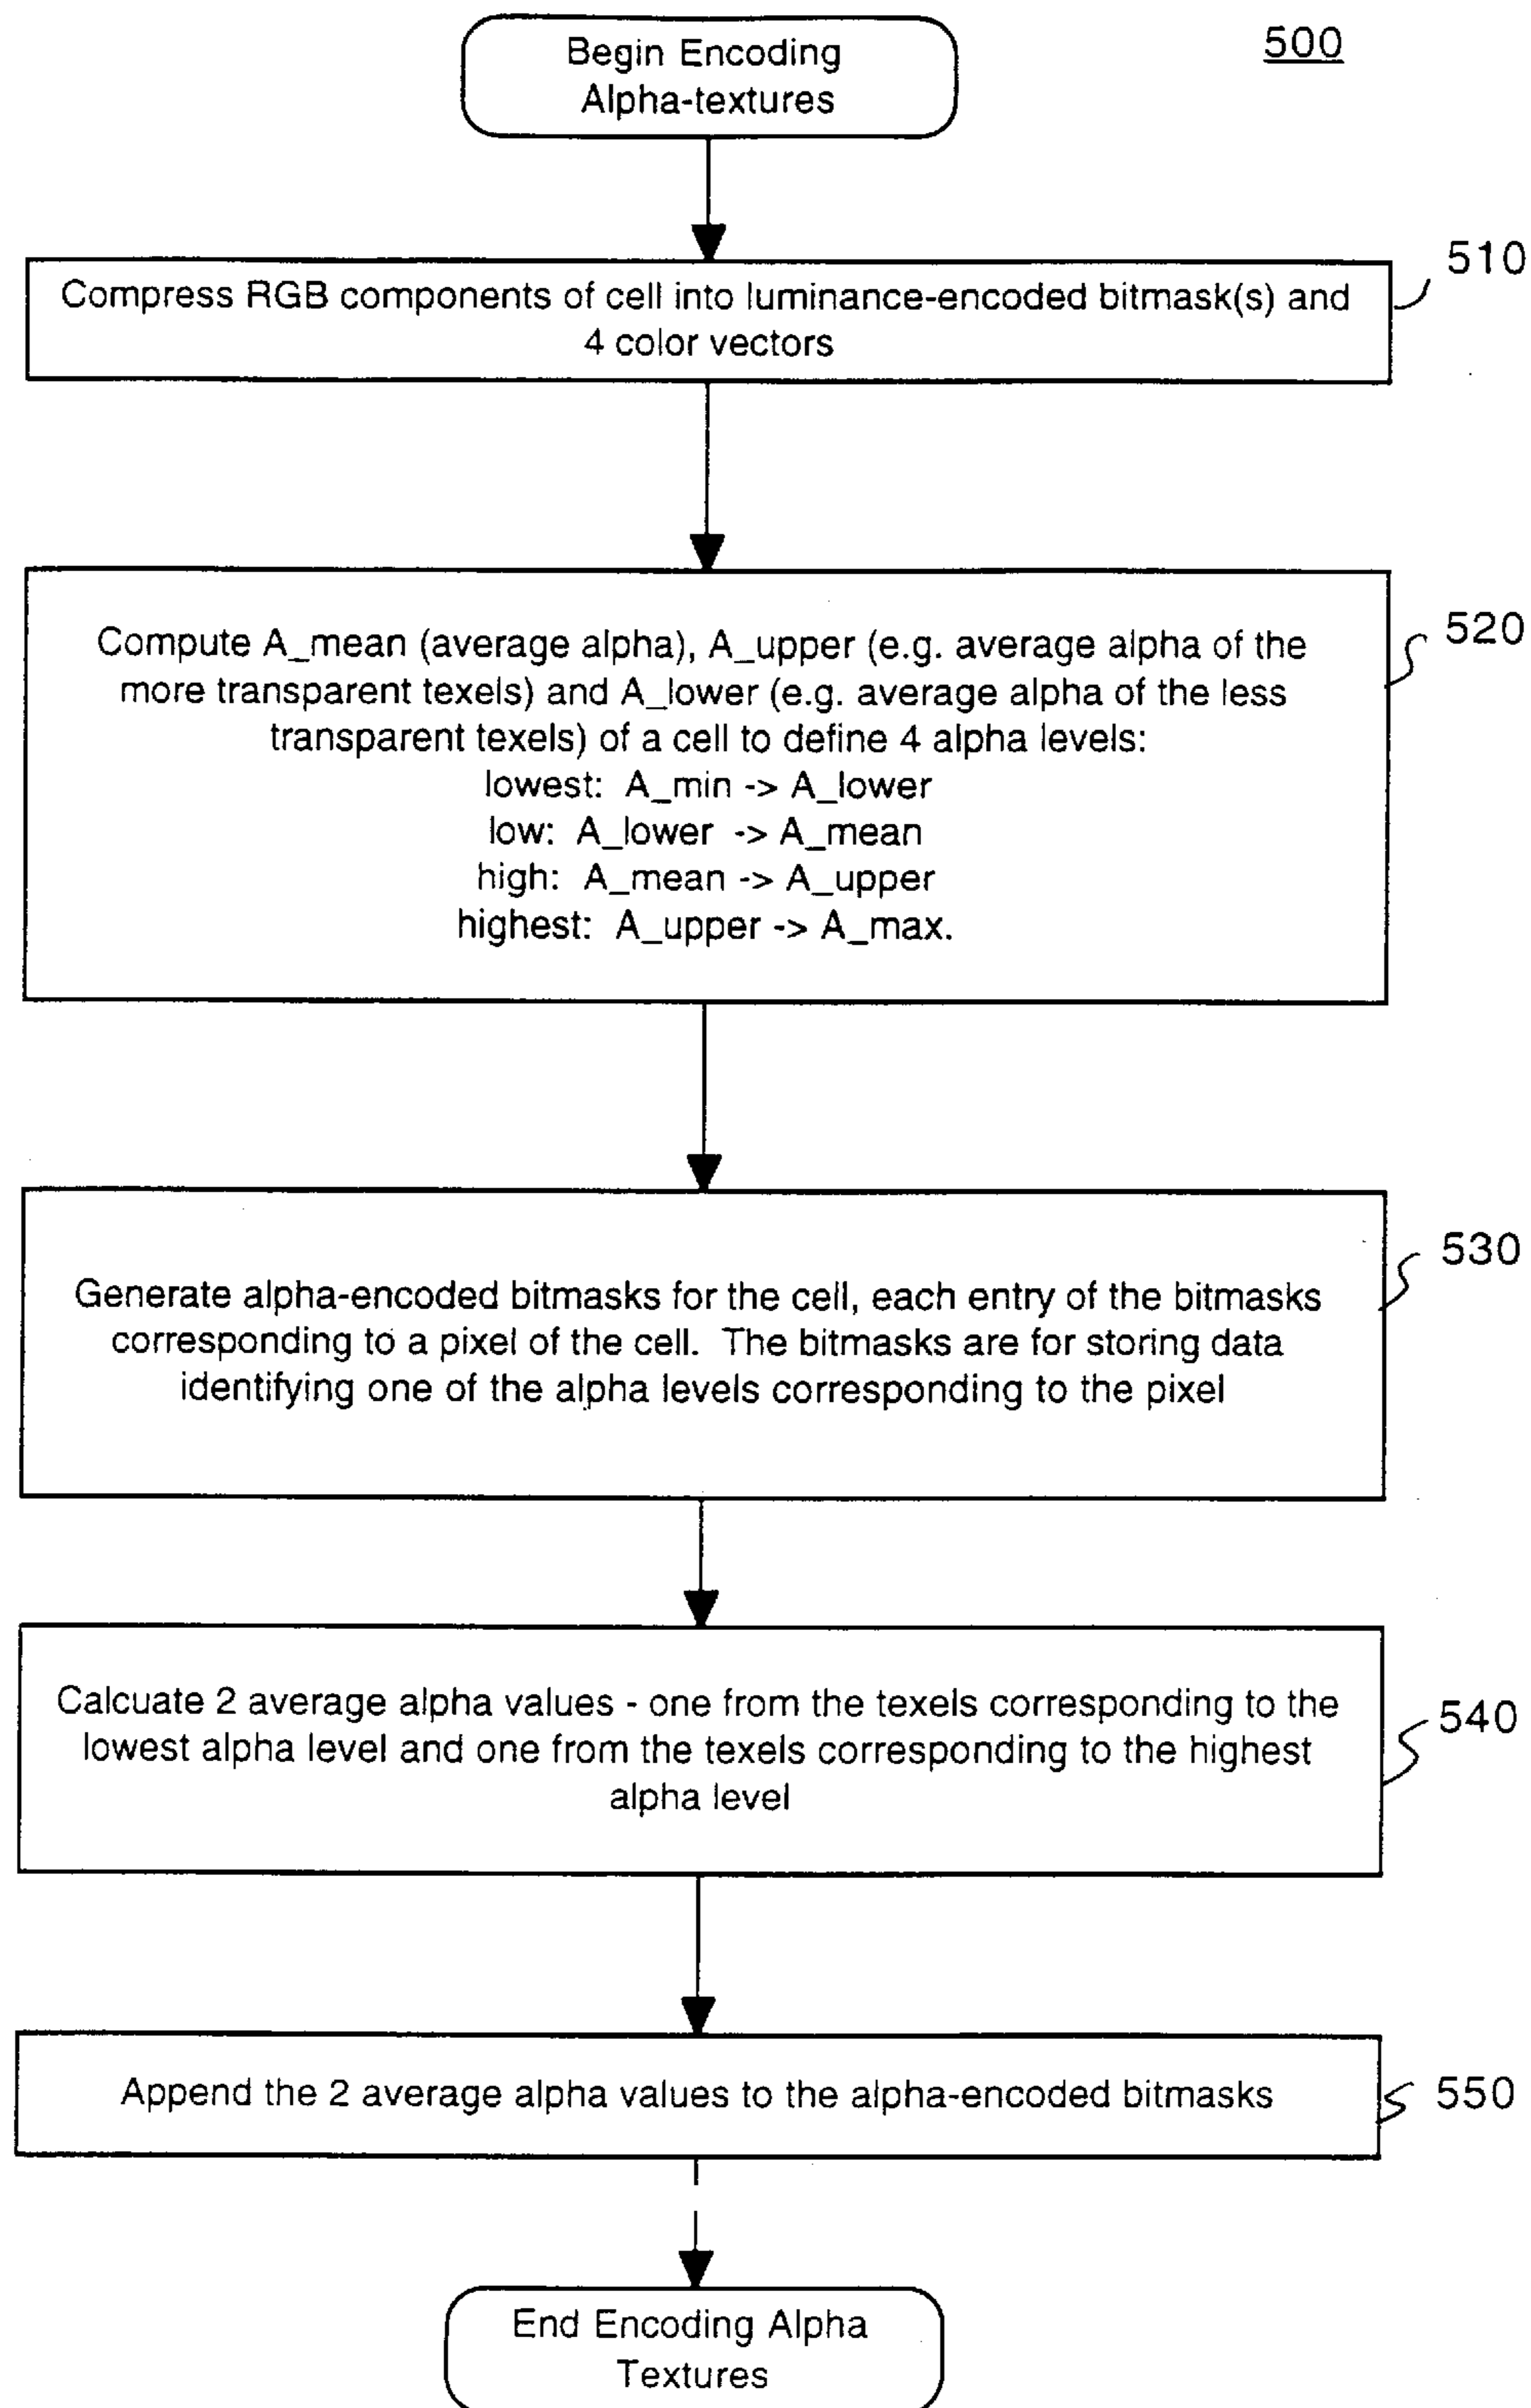 Begin Encoding
Alpha-textures
500
Compress RGB components of cell into luminance-encoded bitmask(s) and
4 color vectors
510
Compute A_mean (average alpha), A_upper (e.g. average alpha of the
more transparent texels) and A_lower (e.g. average alpha of the less
transparent texels) of a cell to define 4 alpha levels:
lowest: A_min -> A_lower
low: A_lower -> A_mean
high: A_mean -> A_upper
highest: A_upper -> A_max.
520
Generate alpha-encoded bitmasks for the cell, each entry of the bitmasks
corresponding to a pixel of the cell. The bitmasks are for storing data
identifying one of the alpha levels corresponding to the pixel
530
Calcuate 2 average alpha values - one from the texels corresponding to the
lowest alpha level and one from the texels corresponding to the highest
alpha level
540
Append the 2 average alpha values to the alpha-encoded bitmasks
550
End Encoding Alpha
Textures